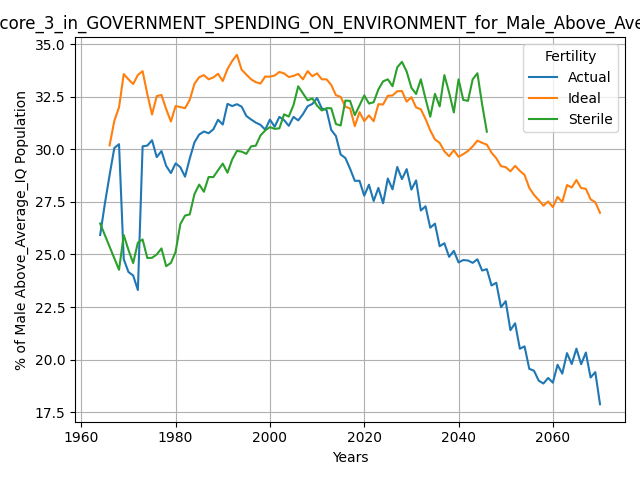 core_3_in_GOVERNMENT_SPENDING_ON_ENVIRONMENT_for_Male_Above_Ave
Fertility
Actual
Ideal
Sterile
% of Male Above_Average_IQ Population
35.0
32.5
30.0
27.5
25.0
22.5
20.0
17.5
1960 1980 2000 2020 2040 2060
Years